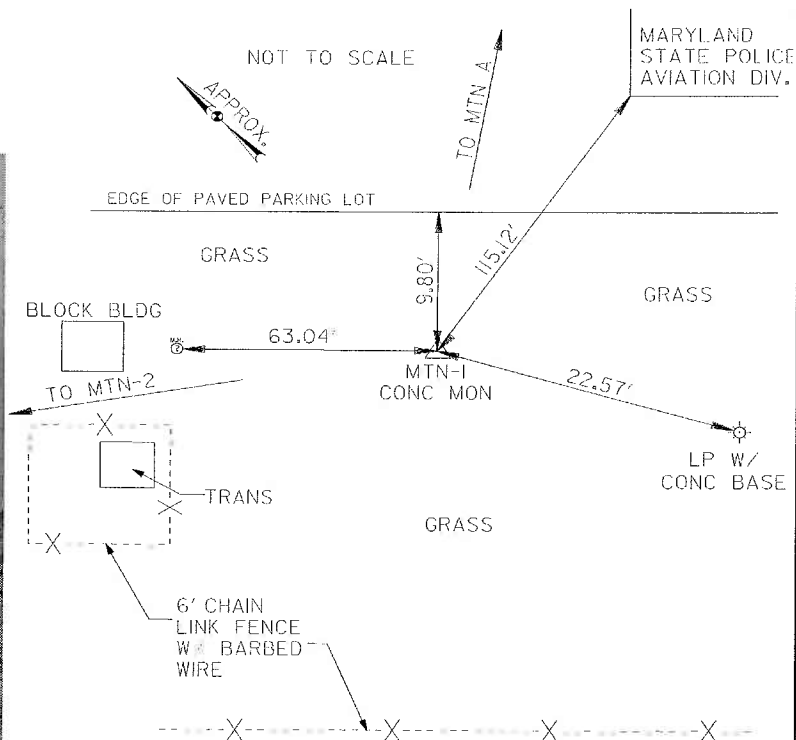 NOT TO SCALE
MARYLAND
STATE POLICE
AVIATION DIV.
APPROX.
TO MTN A
EDGE OF PAVED PARKING LOT
GRASS
9.80'
115.12'
GRASS
BLOCK BLDG
63.04'
MTN-1
CONC MON
22.57'
TO MTN-2
LP W/
CONC BASE
TRANS
GRASS
6' CHAIN
LINK FENCE
W BARBED
WIRE